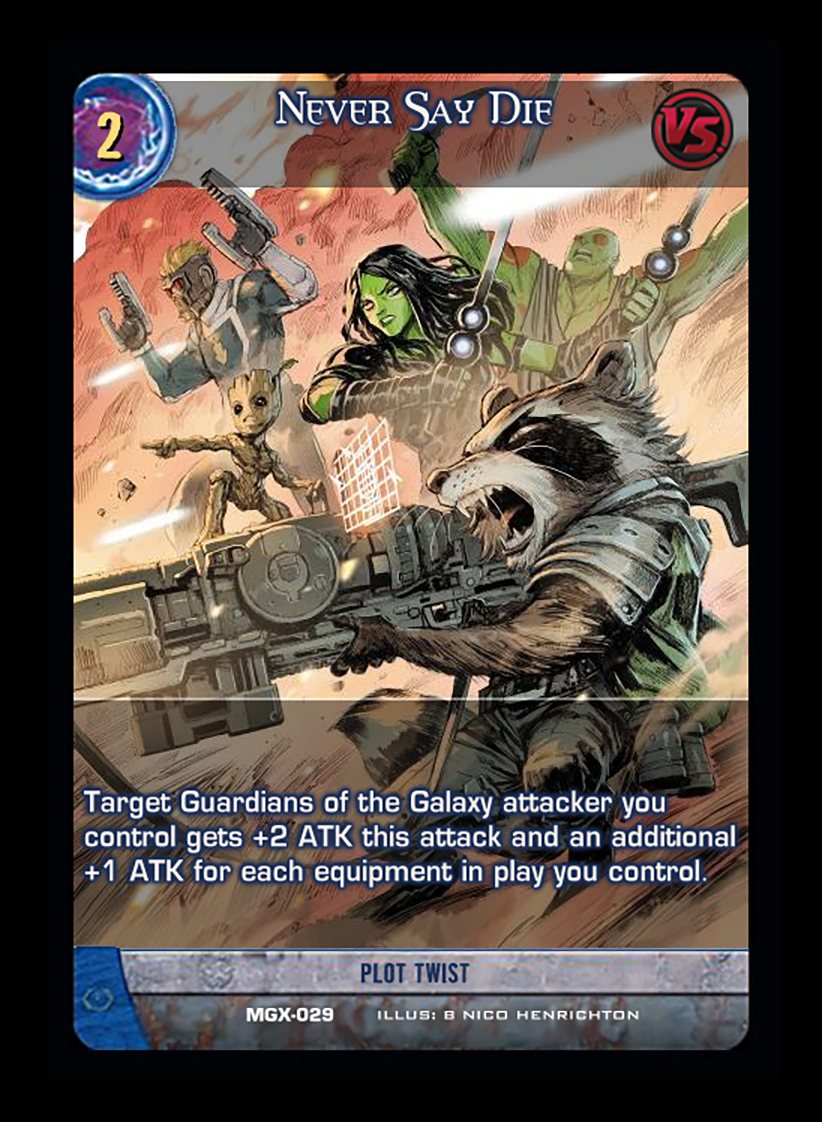 2
Never Say Die
VS.
Target Guardians of the Galaxy attacker you
control gets +2 ATK this attack and an additional
+1 ATK for each equipment in play you control.
PLOT TWIST
MGX-029 ILLUS: B NICO HENRICHTON